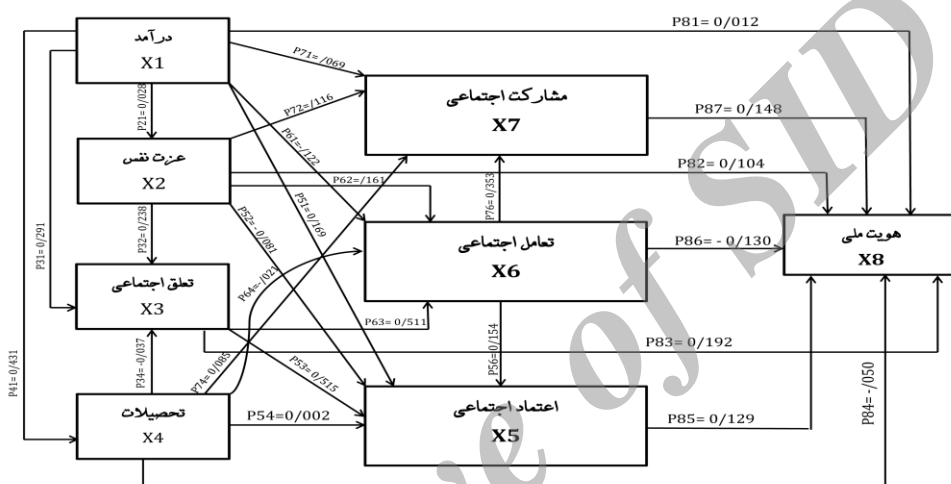 P81= 0/012
درآمد
X1
P71= /069
مشارکت اجتماعی
X7
P87= 0/148
P21= 0/028
P72=/116
P61=-/122
عزت نفس
X2
P82= 0/104
P62=/161
P76= 0/353
P51= 0/169
P52= - 0/081
P31= 0/291
P32= 0/238
تعامل اجتماعی
X6
P86= - 0/130
هویت ملی
X8
تعلق اجتماعی
X3
P64=-/021
P63= 0/511
P83= 0/192
P41= 0/431
P34= -0/037
P74= 0/085
P53= 0/515
P56= 0/154
تحصیلات
X4
P54=0/002
اعتماد اجتماعی
X5
P85= 0/129
P84= -/050
e of SID